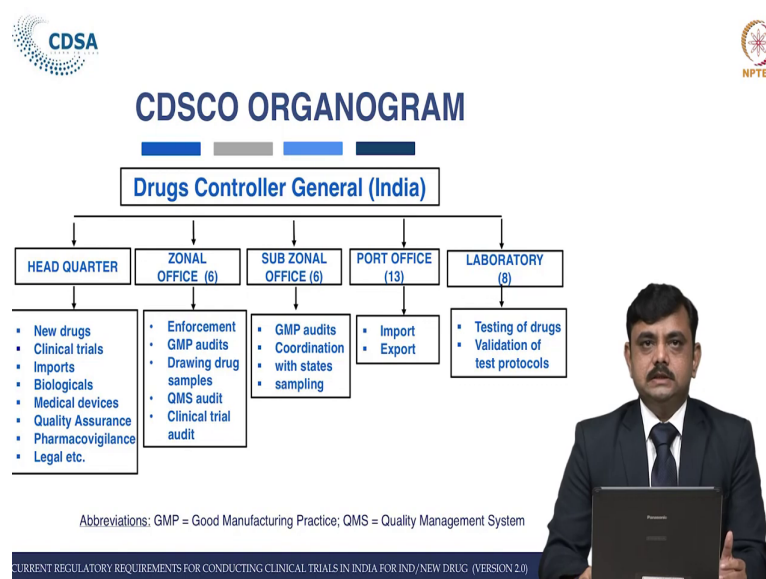 CDSA
NPTE
CDSCO ORGANOGRAM
Drugs Controller General (India)
HEAD QUARTER
New drugs
Clinical trials
Imports
Biologicals
Medical devices
Quality Assurance
Pharmacovigilance
Legal etc.
ZONAL
OFFICE (6)
Enforcement
GMP audits
Drawing drug
samples
QMS audit
Clinical trial
audit
SUB ZONAL
OFFICE (6)
GMP audits
Coordination
with states
sampling
PORT OFFICE
(13)
Import
Export
LABORATORY
(8)
Testing of drugs
Validation of
test protocols
Abbreviations: GMP = Good Manufacturing Practice; QMS = Quality Management System
Panasonic
CURRENT REGULATORY REQUIREMENTS FOR CONDUCTING CLINICAL TRIALS IN INDIA FOR IND/NEW DRUG (VERSION 2.0)